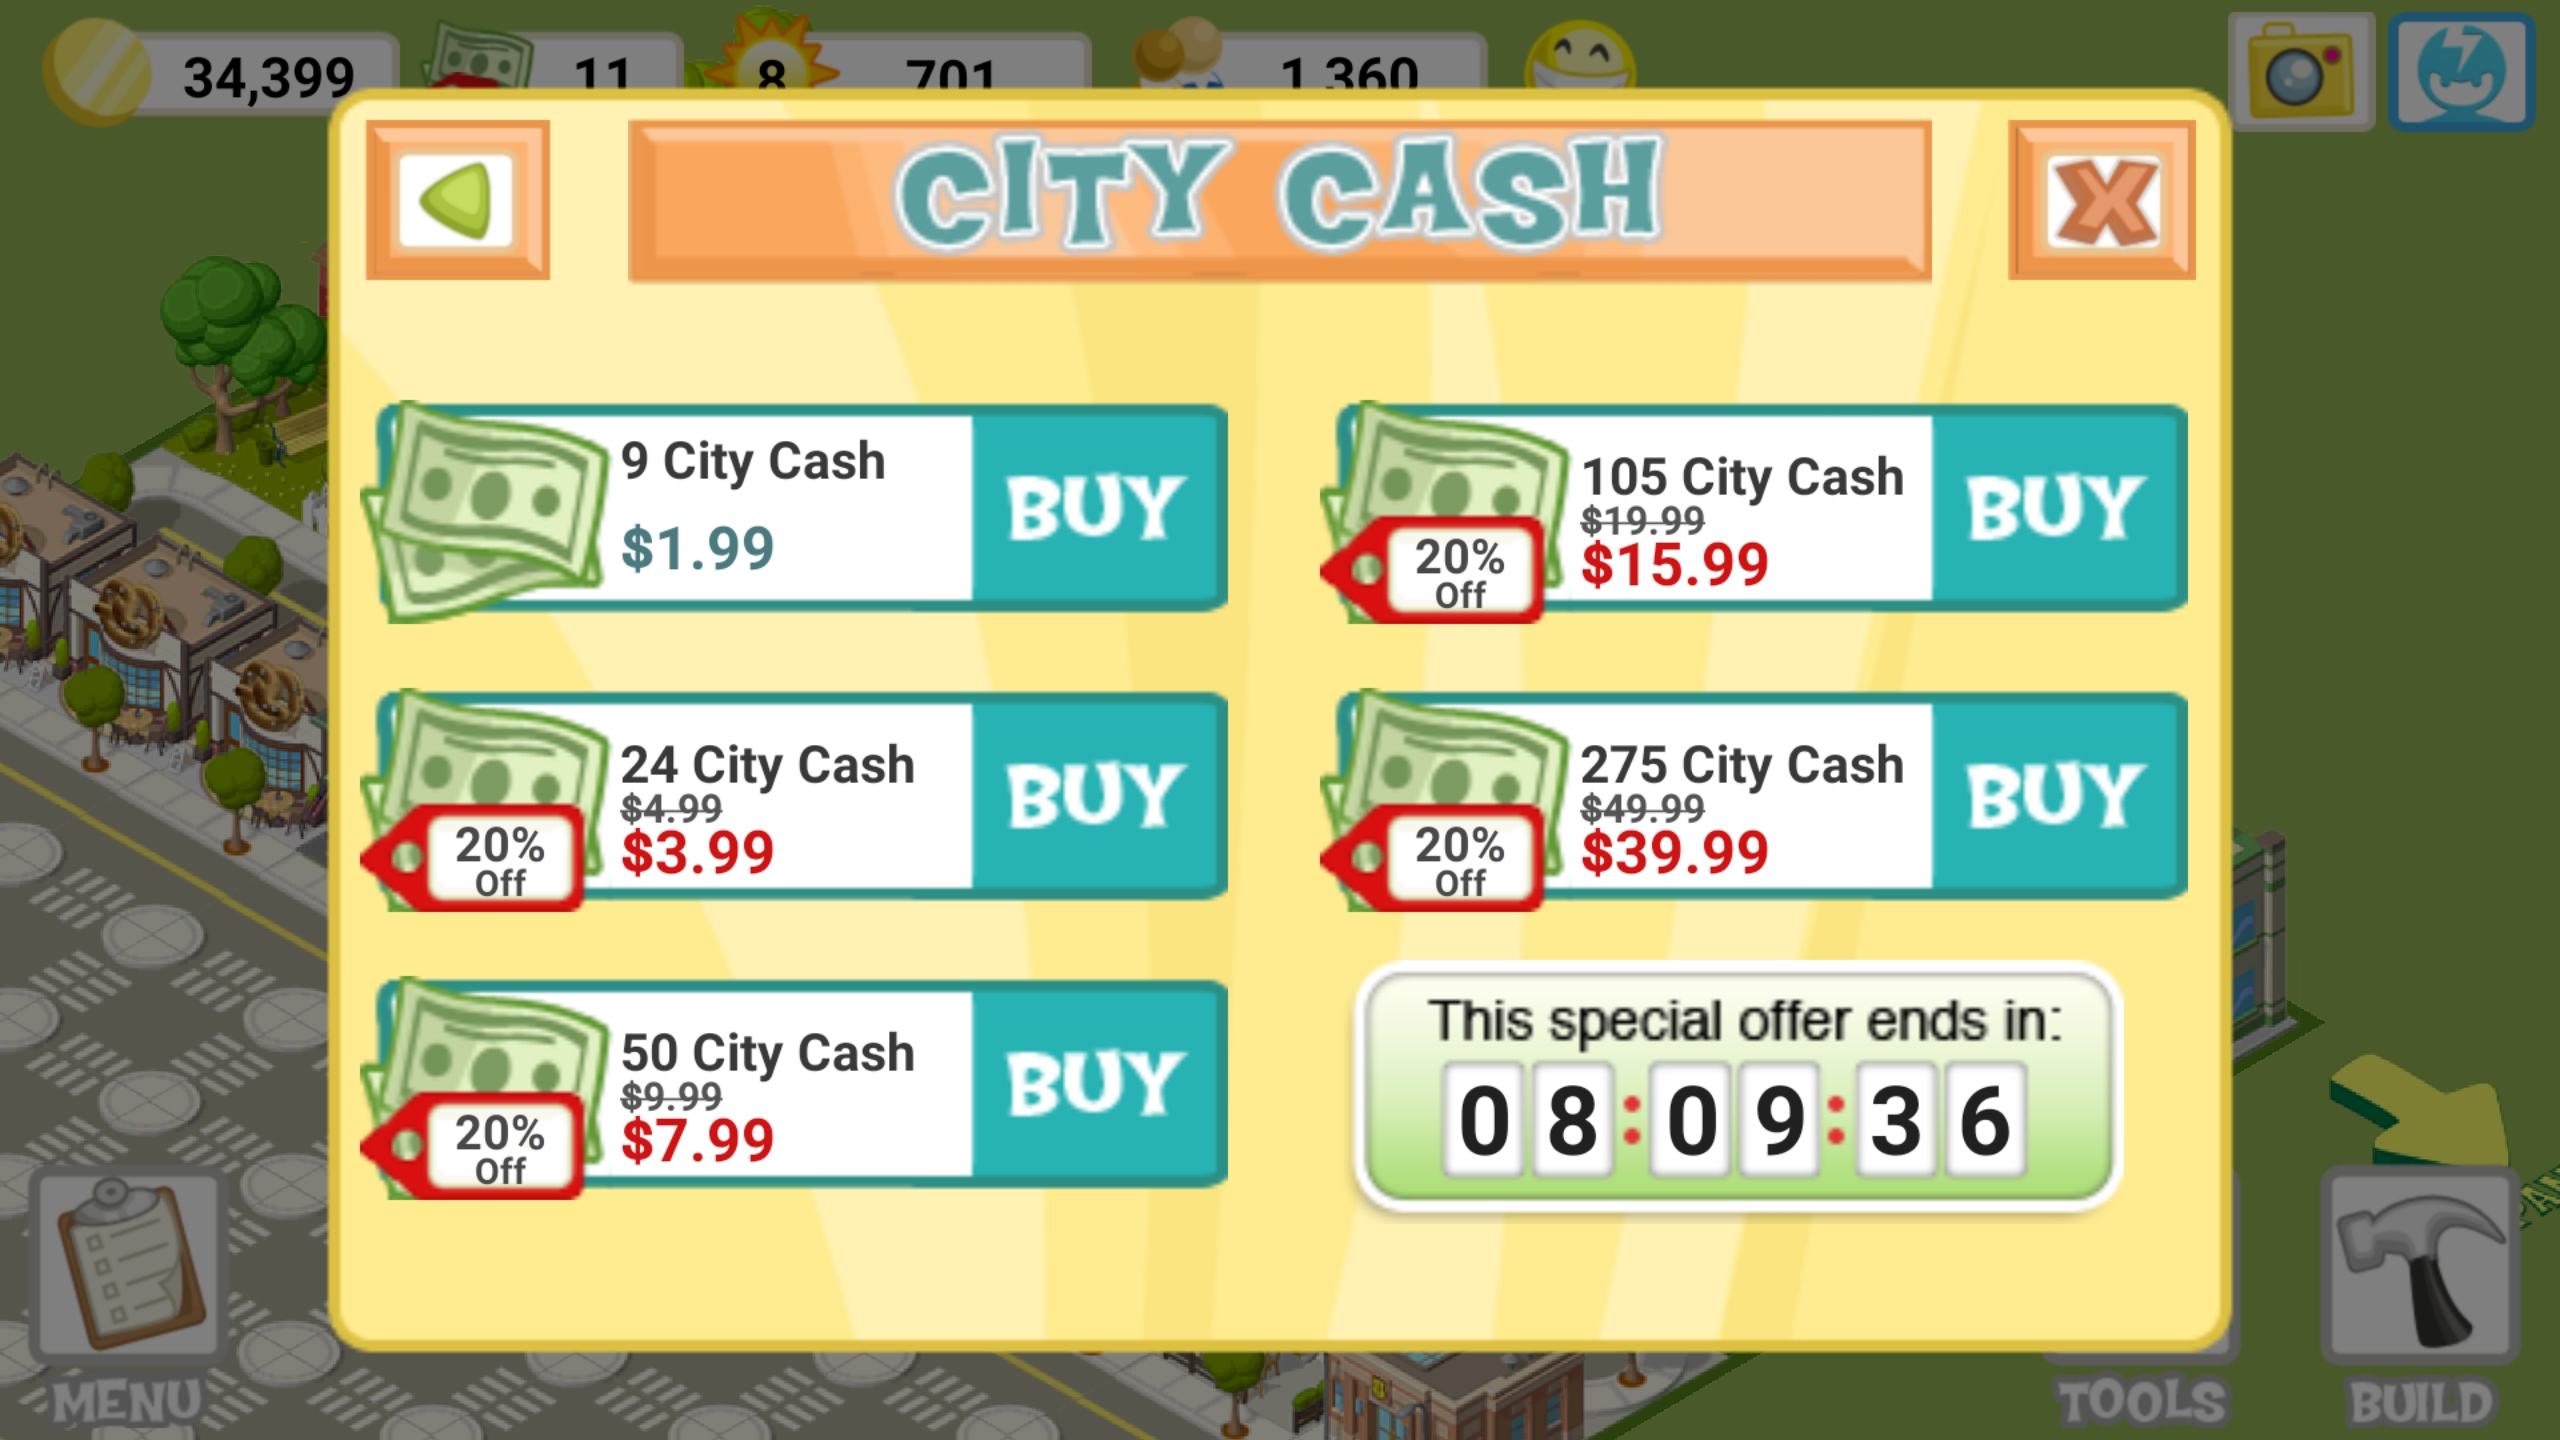 34,399
11
8
701
1,360
CITY CASH
9 City Cash
$1.99
BUY
105 City Cash
$19.99
$15.99
20%
Off
BUY
24 City Cash
$4.99
$3.99
20%
Off
BUY
275 City Cash
$49.99
$39.99
20%
Off
BUY
50 City Cash
$9.99
$7.99
20%
Off
BUY
This special offer ends in:
08:09:36
MENU
TOOLS
BUILD